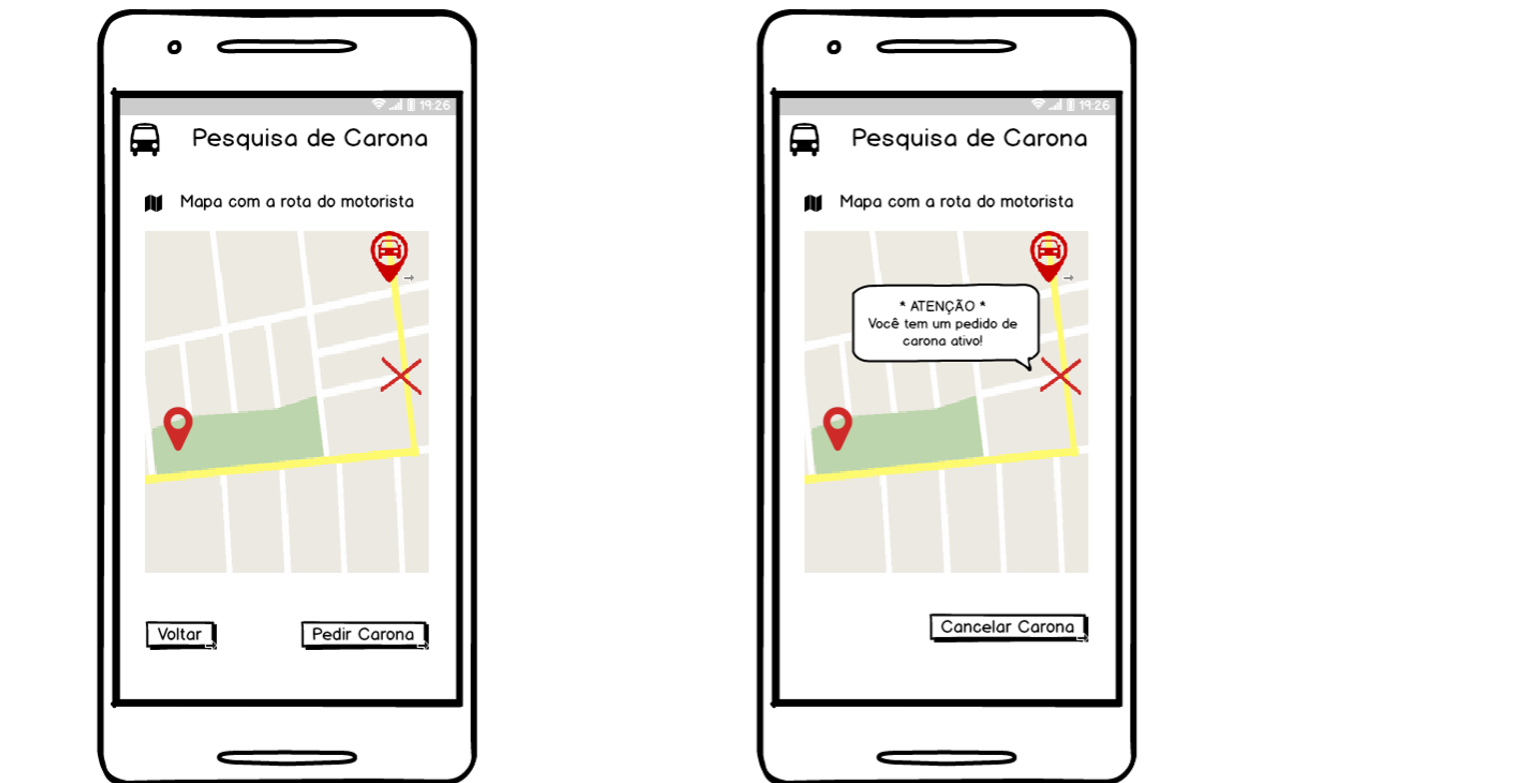 19:26
Pesquisa de Carona
Mapa com a rota do motorista
Voltar
Pedir Carona
19:26
Pesquisa de Carona
Mapa com a rota do motorista
* ATENÇÃO *
Você tem um pedido de
carona ativo!
Cancelar Carona